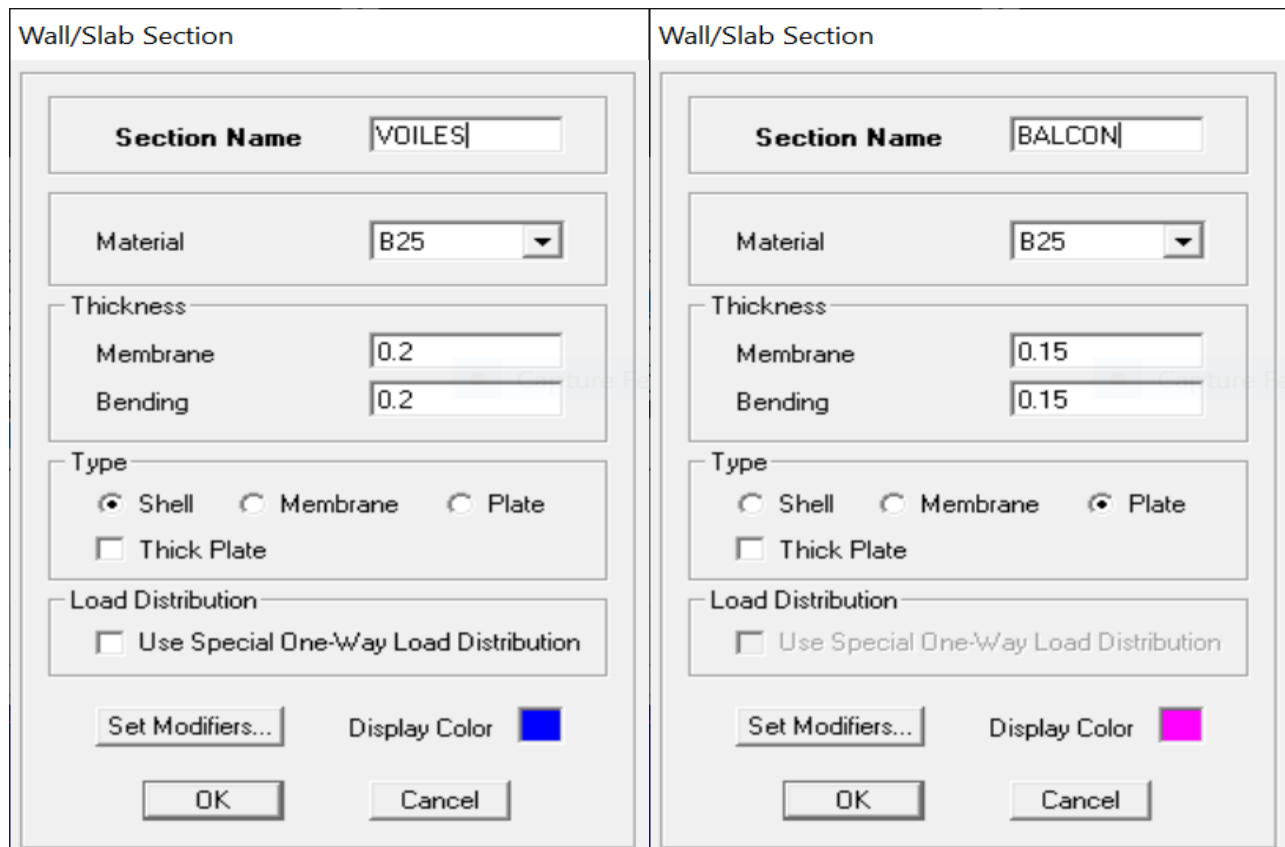 Wall/Slab Section
Section Name VOILES
Material B25
Thickness
Membrane 0.2
Bending 0.2
Type
Shell Membrane Plate
Thick Plate
Load Distribution
Use Special One-Way Load Distribution
Set Modifiers... Display Color
OK Cancel
Wall/Slab Section
Section Name BALCON
Material B25
Thickness
Membrane 0.15
Bending 0.15
Type
Shell Membrane Plate
Thick Plate
Load Distribution
Use Special One-Way Load Distribution
Set Modifiers... Display Color
OK Cancel